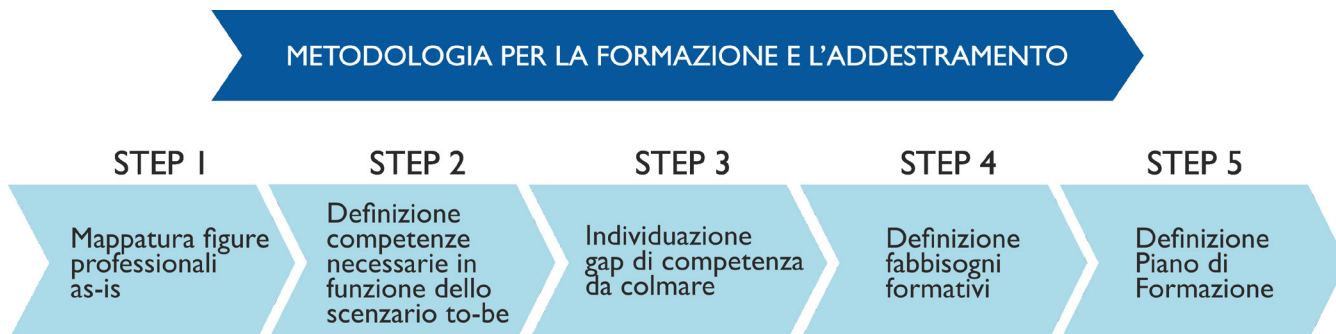 METODOLOGIA PER LA FORMAZIONE E L'ADDESTRAMENTO
STEP 1
Mappatura figure
professionali
as-is
STEP 2
Definizione
competenze
necessarie in
funzione dello
scenzario to-be
STEP 3
Individuazione
gap di competenza
da colmare
STEP 4
Definizione
fabbisogni
formativi
STEP 5
Definizione
Piano di
Formazione